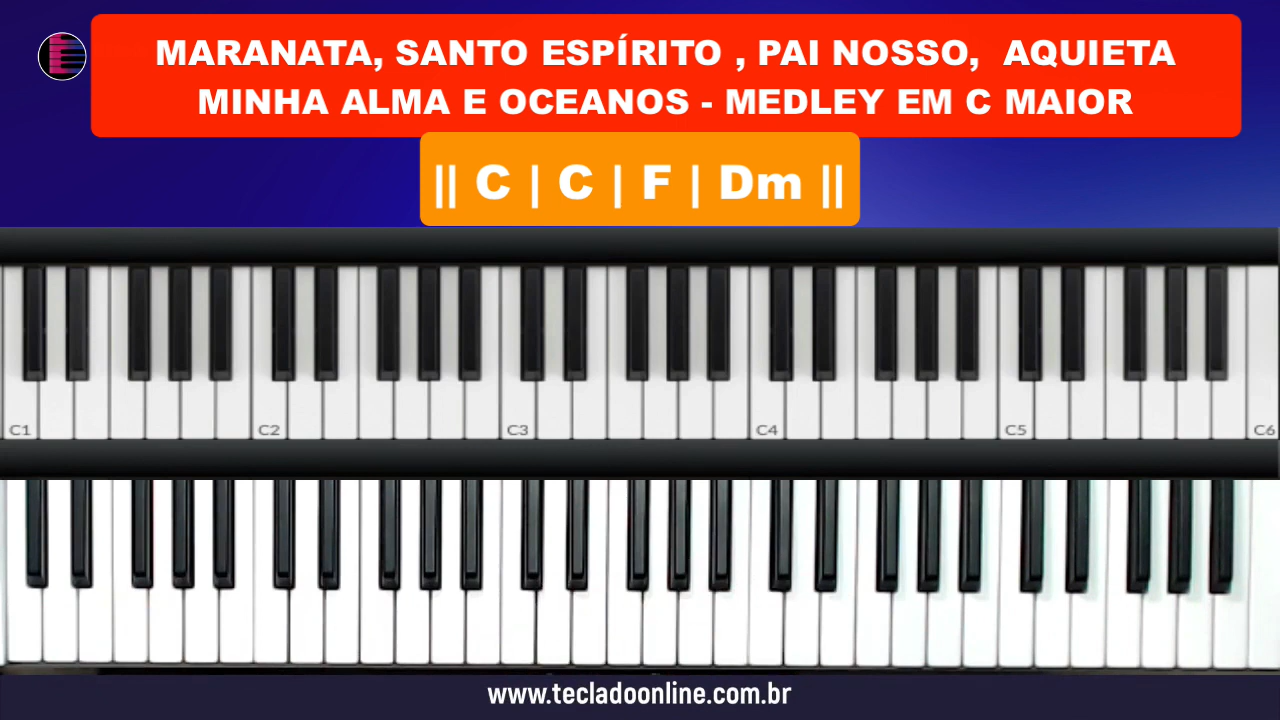 MARANATA, SANTO ESPÍRITO , PAI NOSSO, AQUIETA
MINHA ALMA E OCEANOS - MEDLEY EM C MAIOR
|| C | C | F | Dm ||
C1 C2 C3 C4 C5 C6
www.tecladoonline.com.br